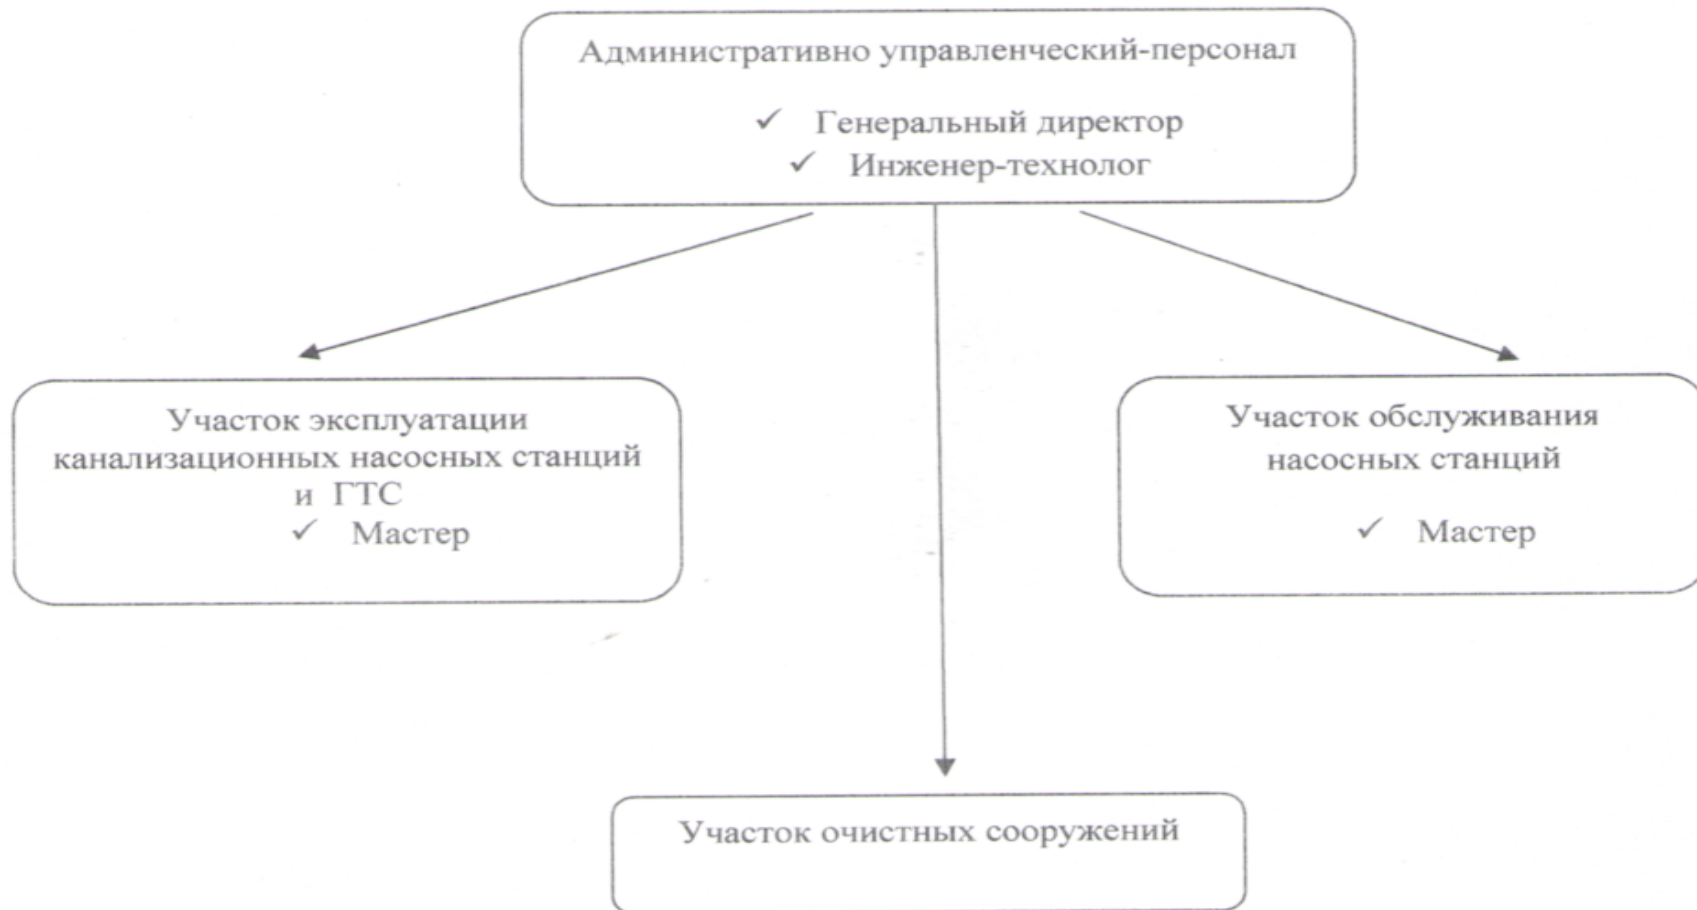 Административно управленческий-персонал
✓ Генеральный директор
✓ Инженер-технолог
Участок эксплуатации
канализационных насосных станций
и ГТС
✓ Мастер
Участок обслуживания
насосных станций
✓ Мастер
Участок очистных сооружений